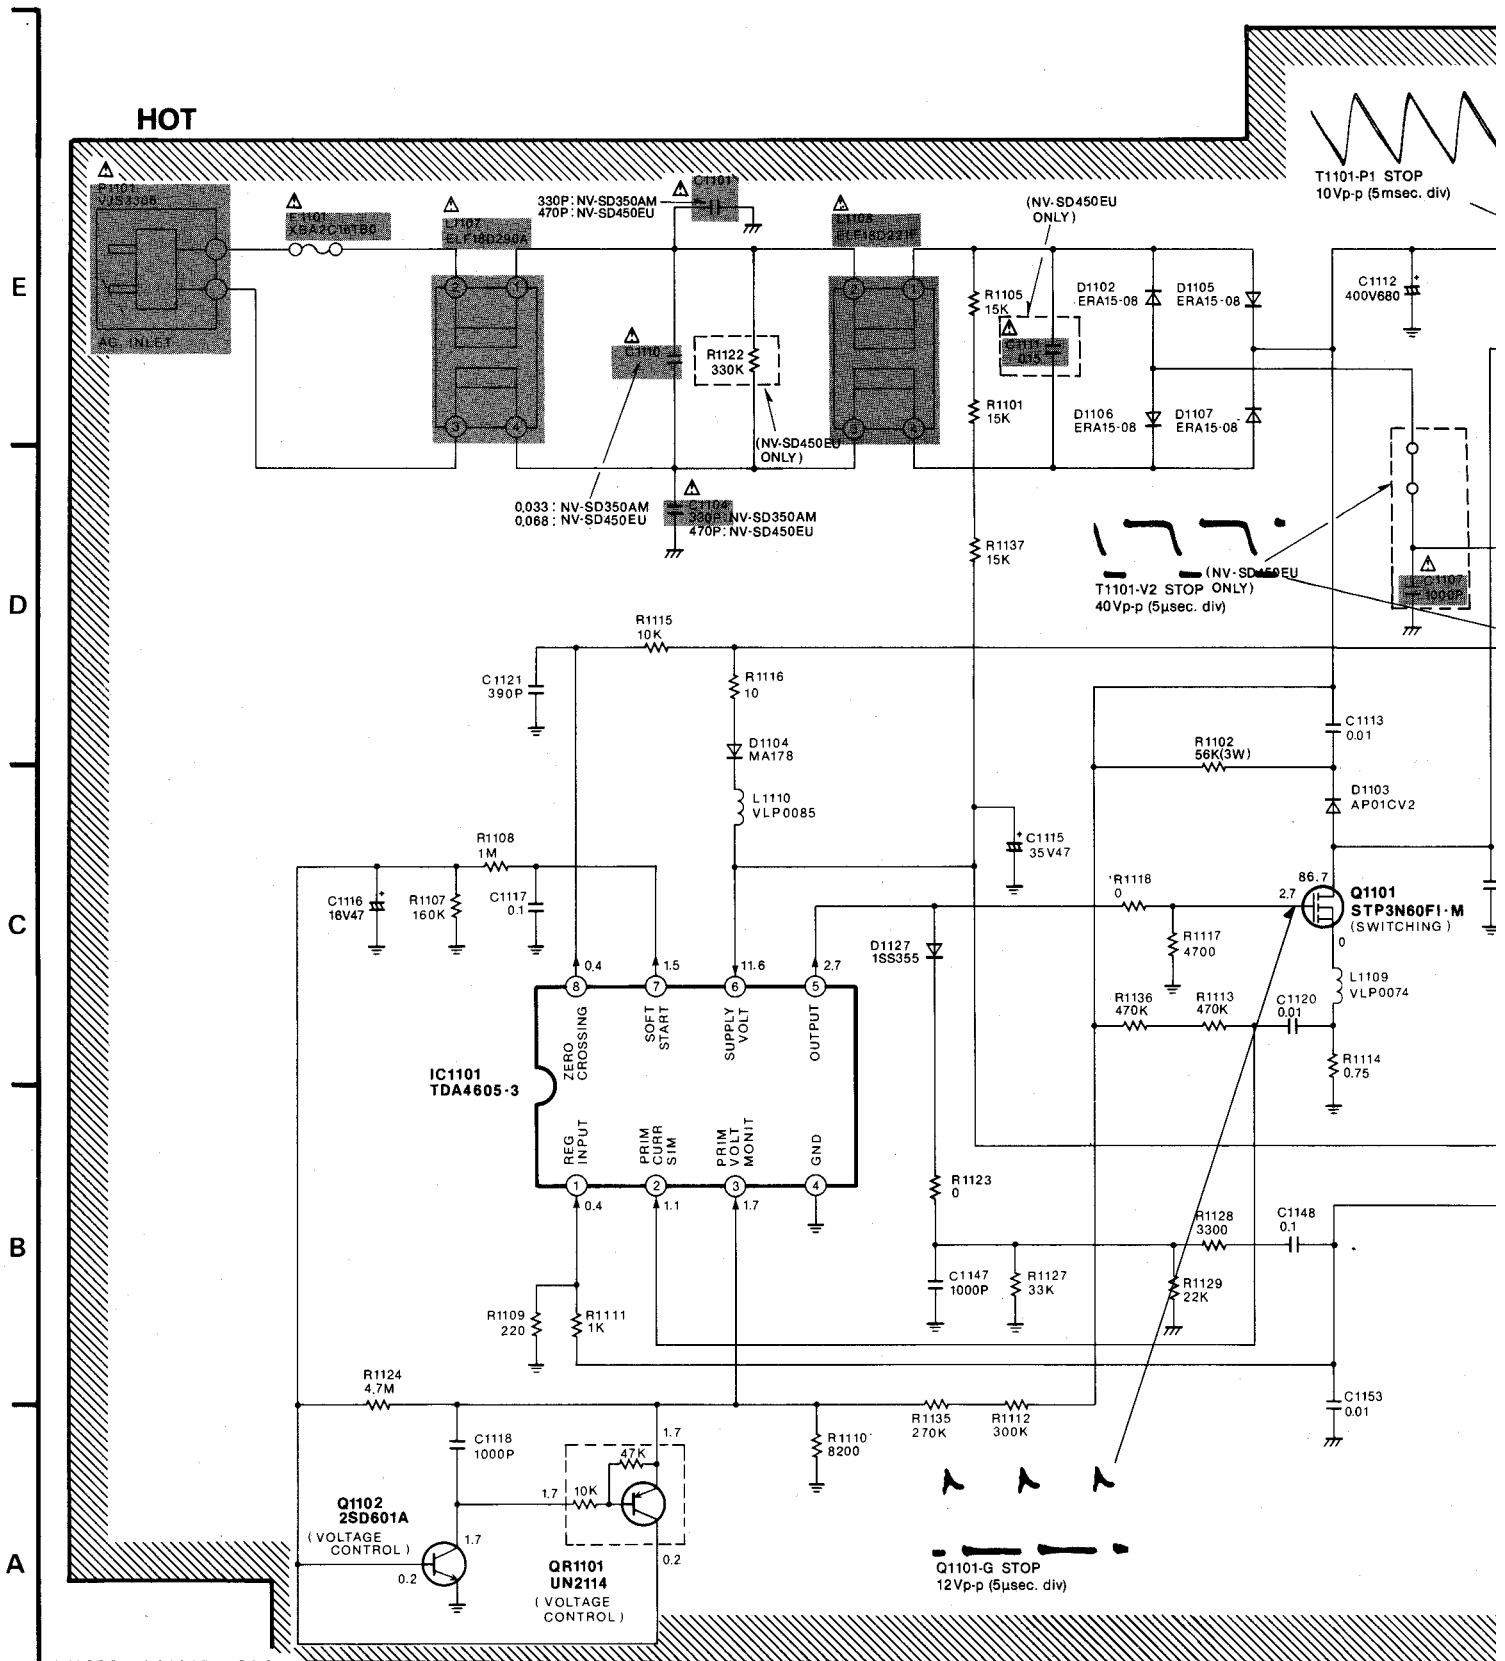 HOT
T1101-P1 STOP
10Vp-p (5msec. div)
P1101
VJS3306
AC. INLET
F1101
XBA2C16TB0
L1107
ELF18D290A
2
1
3
4
330P: NV-SD350AM
470P: NV-SD450EU
C1101
C1110
0.033 : NV-SD350AM
0.068 : NV-SD450EU
R1122
330K
(NV-SD450EU
ONLY)
C1104
330P: NV-SD350AM
470P: NV-SD450EU
L1108
ELF18D221F
2
1
3
4
(NV-SD450EU
ONLY)
R1105
15K
C1111
.015
R1101
15K
R1137
15K
D1102
ERA15-08
D1105
ERA15-08
D1106
ERA15-08
D1107
ERA15-08
C1112
400V680
+
(NV-SD450EU
ONLY)
C1107
1000P
T1101-V2 STOP
40Vp-p (5µsec. div)
E
D
C
B
A
R1115
10K
C1121
390P
R1116
10
D1104
MA178
L1110
VLP0085
R1108
1M
C1116
16V47
+
R1107
160K
C1117
0.1
C1115
35V47
+
R1102
56K(3W)
C1113
0.01
D1103
AP01CV2
R1118
0
86.7
2.7
0
Q1101
STP3N60FI-M
(SWITCHING)
R1117
4700
D1127
1SS355
L1109
VLP0074
R1136
470K
R1113
470K
C1120
0.01
R1114
0.75
0.4
1.5
11.6
2.7
8
7
6
5
ZERO
CROSSING
SOFT
START
SUPPLY
VOLT
OUTPUT
IC1101
TDA4605-3
REG
INPUT
PRIM
CURR
SIM
PRIM
VOLT
MONIT
GND
1
2
3
4
0.4
1.1
1.7
R1123
0
R1128
3300
C1148
0.1
C1147
1000P
R1127
33K
R1129
22K
R1109
220
R1111
1K
R1124
4.7M
C1118
1000P
R1110
8200
R1135
270K
R1112
300K
C1153
0.01
1.7
47K
10K
1.7
0.2
Q1102
2SD601A
(VOLTAGE
CONTROL)
1.7
0.2
QR1101
UN2114
(VOLTAGE
CONTROL)
Q1101-G STOP
12Vp-p (5µsec. div)